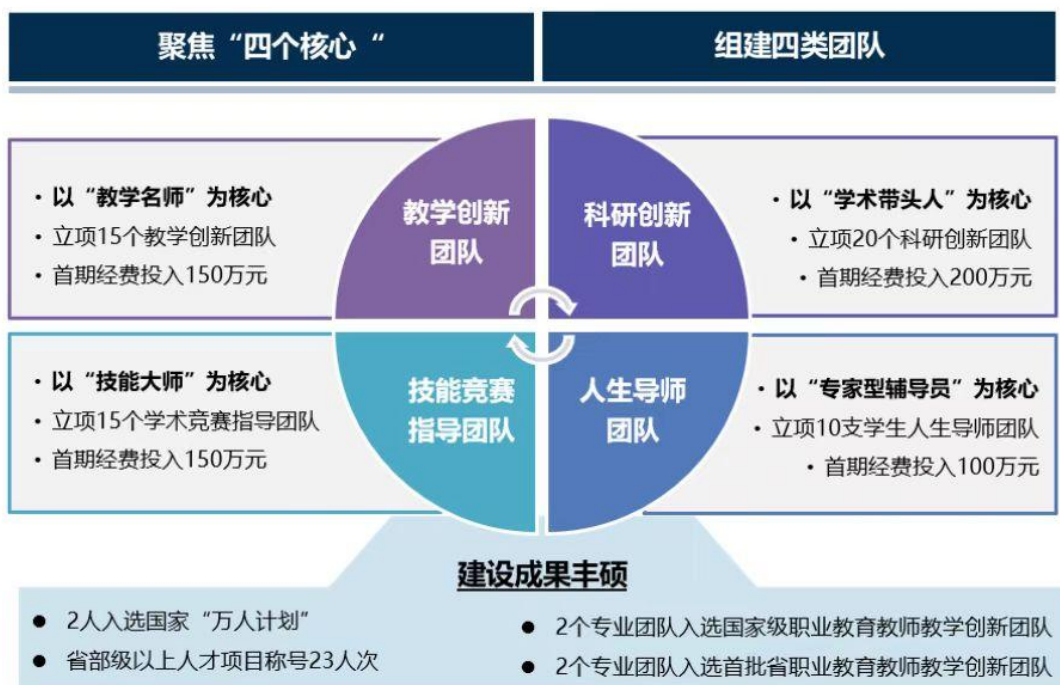 聚焦“四个核心“
组建四类团队
• 以“教学名师”为核心
• 立项15个教学创新团队
• 首期经费投入150万元
教学创新
团队
科研创新
团队
• 以“学术带头人”为核心
• 立项20个科研创新团队
• 首期经费投入200万元
• 以“技能大师”为核心
• 立项15个学术竞赛指导团队
• 首期经费投入150万元
技能竞赛
指导团队
人生导师
团队
• 以“专家型辅导员”为核心
• 立项10支学生人生导师团队
• 首期经费投入100万元
建设成果丰硕
● 2人入选国家“万人计划”
● 省部级以上人才项目称号23人次
● 2个专业团队入选国家级职业教育教师教学创新团队
● 2个专业团队入选首批省职业教育教师教学创新团队